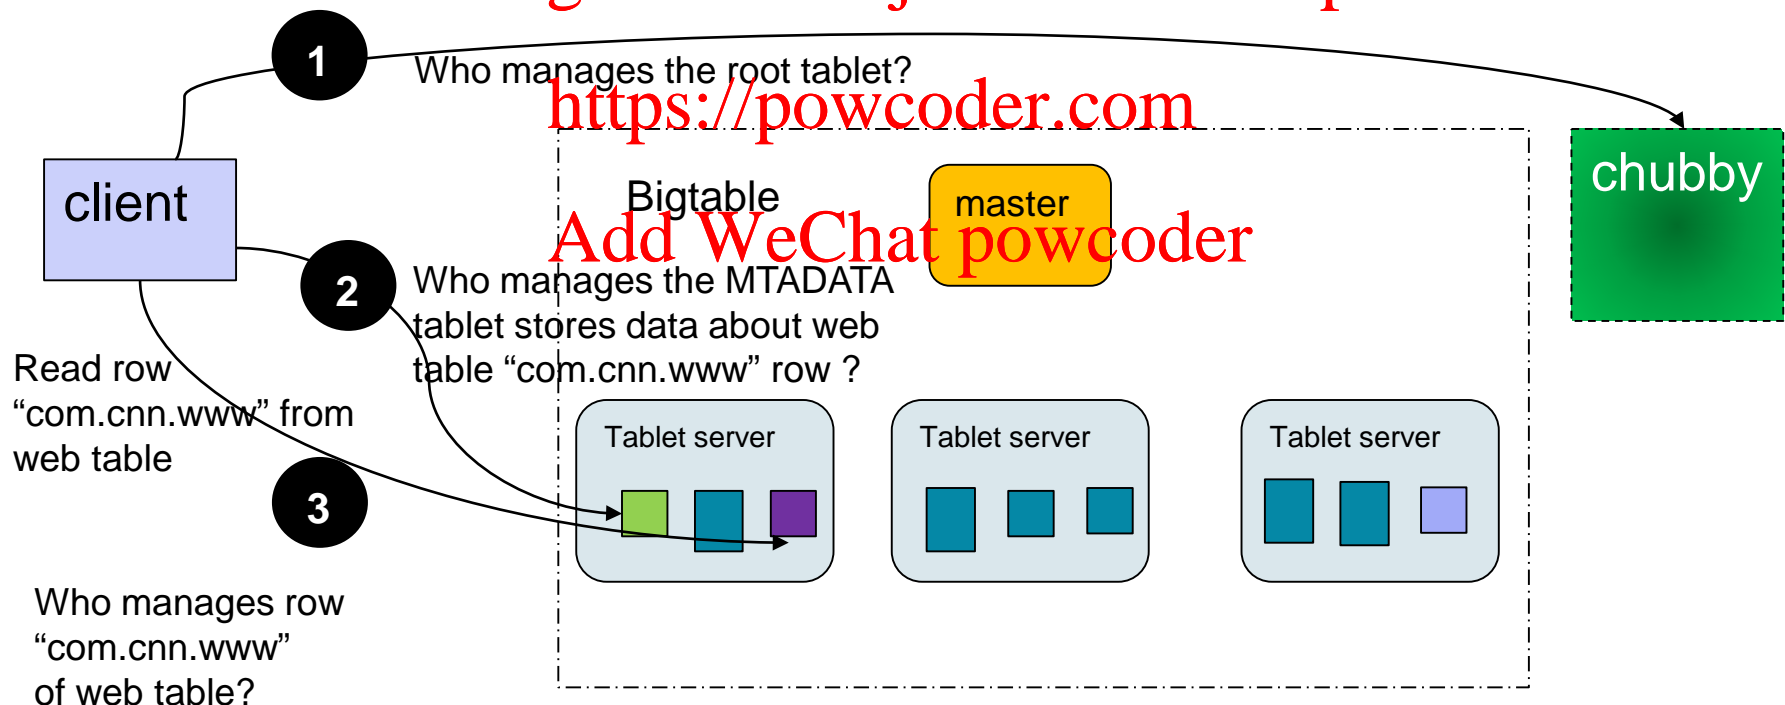 1
Who manages the root tablet?
https://powcoder.com
client
Bigtable
master
chubby
Add WeChat powcoder
2
Who manages the MTADATA
tablet stores data about web
table “com.cnn.www” row ?
Read row
“com.cnn.www” from
web table
Tablet server
Tablet server
Tablet server
3
Who manages row
“com.cnn.www”
of web table?